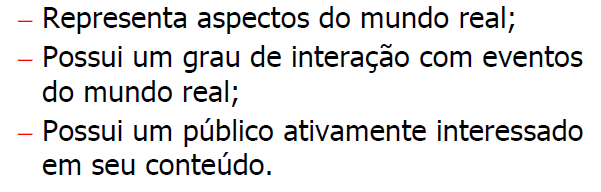 – Representa aspectos do mundo real;
– Possui um grau de interação com eventos
do mundo real;
– Possui um público ativamente interessado
em seu conteúdo.